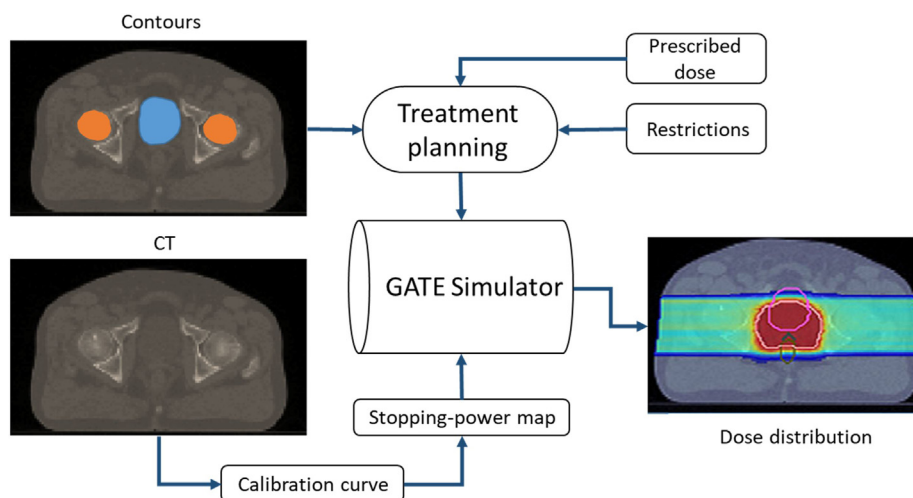 Contours
Prescribed
dose
Treatment
planning
Restrictions
CT
GATE Simulator
Stopping-power map
Dose distribution
Calibration curve